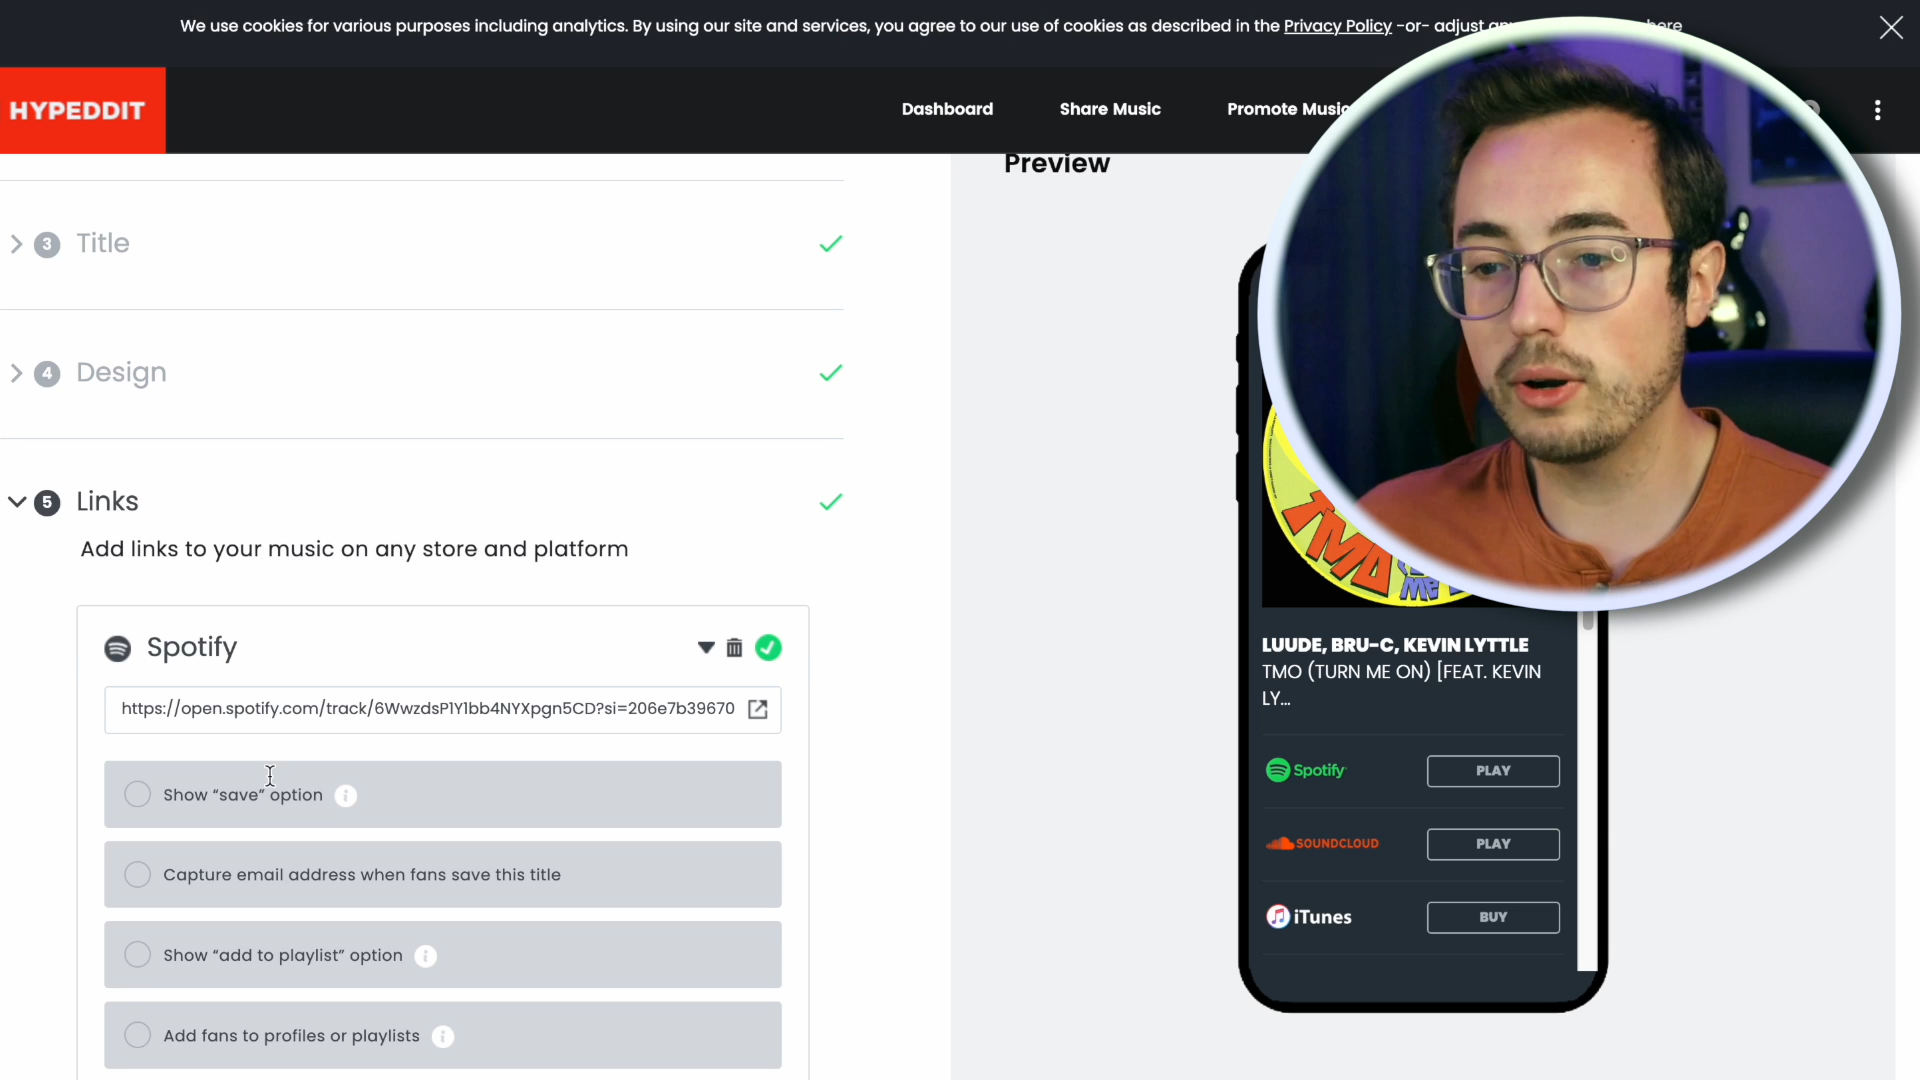 We use cookies for various purposes including analytics. By using our site and services, you agree to our use of cookies as described in the Privacy Policy -or- adjust
HYPEDDIT
Dashboard
Share Music
Promote Music
Preview
3 Title
4 Design
5 Links
Add links to your music on any store and platform
Spotify
https://open.spotify.com/track/6WwzdsP1Y1bb4NYXpgn5CD?si=206e7b39670
Show “save” option i
Capture email address when fans save this title
Show “add to playlist” option i
Add fans to profiles or playlists i
TMO
ME
LUUDE, BRU-C, KEVIN LYTTLE
TMO (TURN ME ON) [FEAT. KEVIN
LY...
Spotify PLAY
SOUNDCLOUD PLAY
iTunes BUY